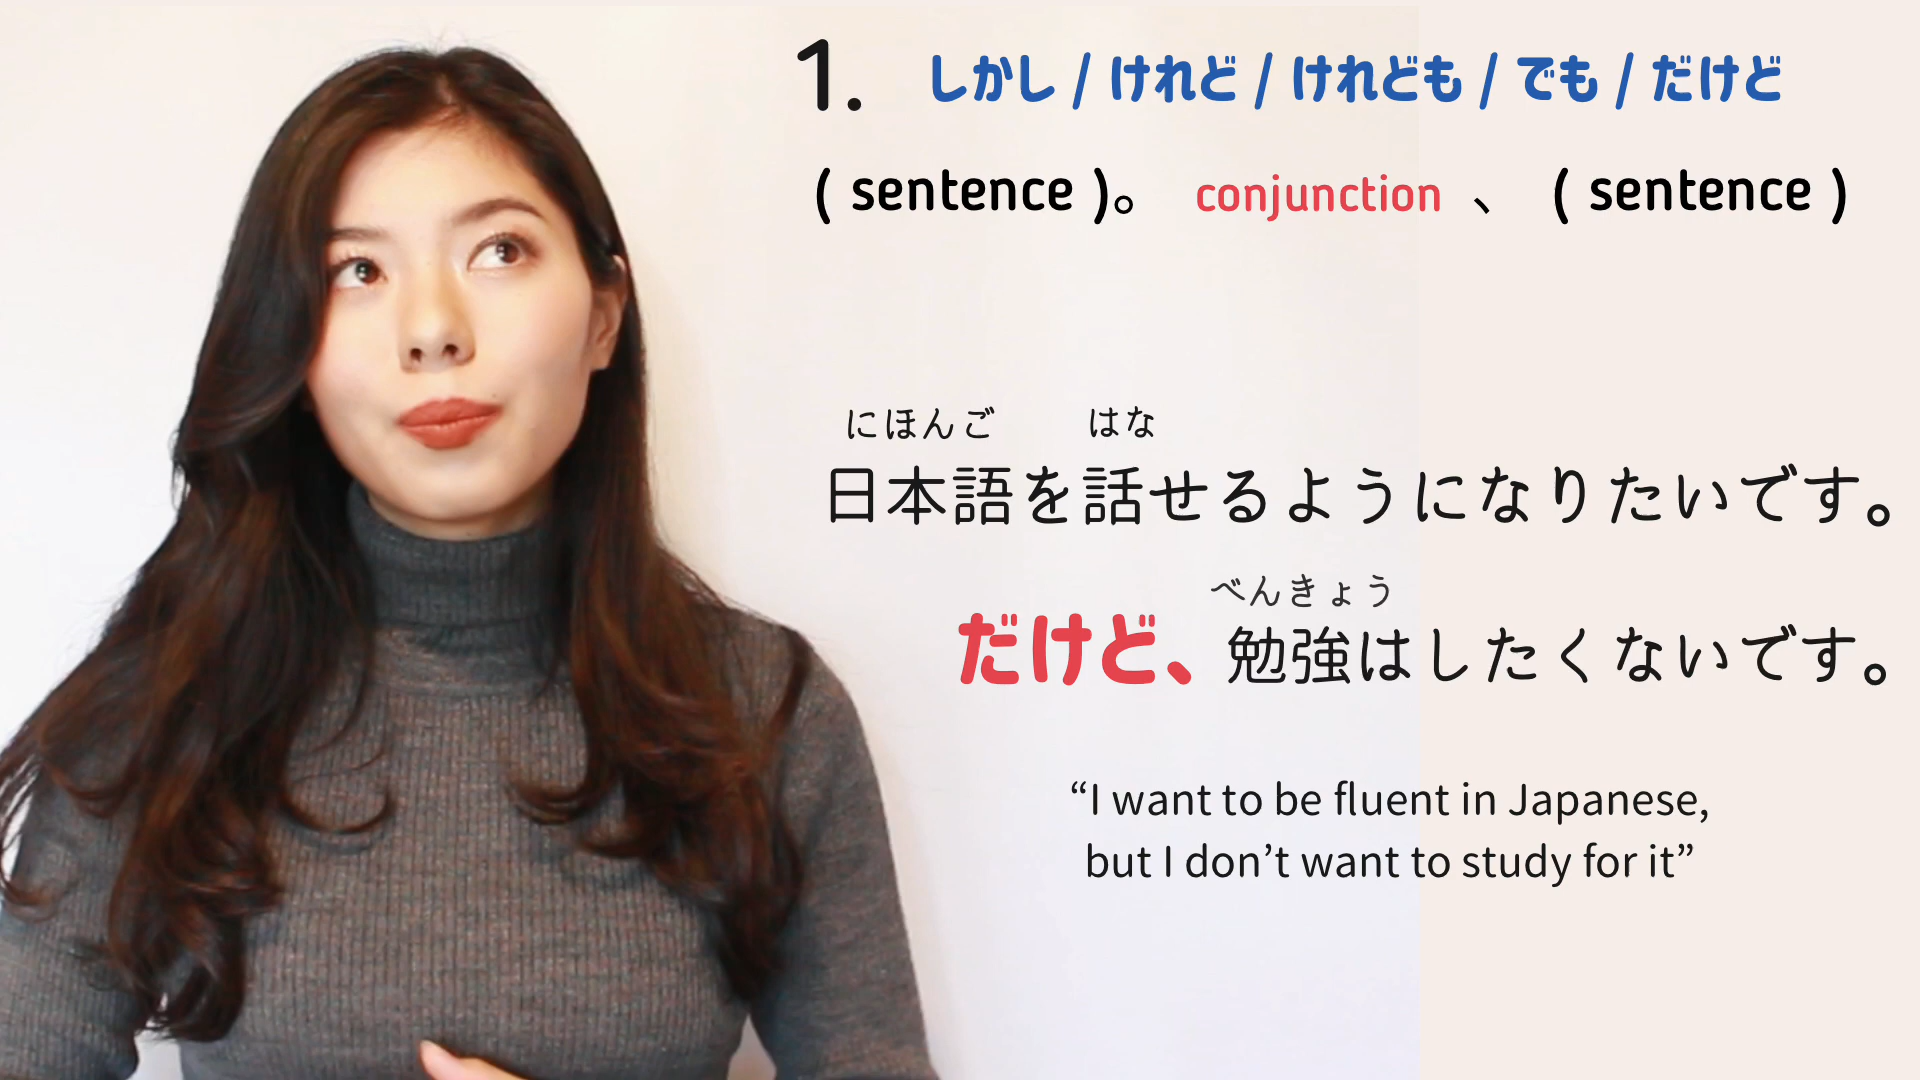 1. しかし / けれど / けれども / でも / だけど
( sentence )。 conjunction 、 ( sentence )
にほんご はな
日本語を話せるようになりたいです。
べんきょう
だけど、勉強はしたくないです。
“I want to be fluent in Japanese,
but I don’t want to study for it”